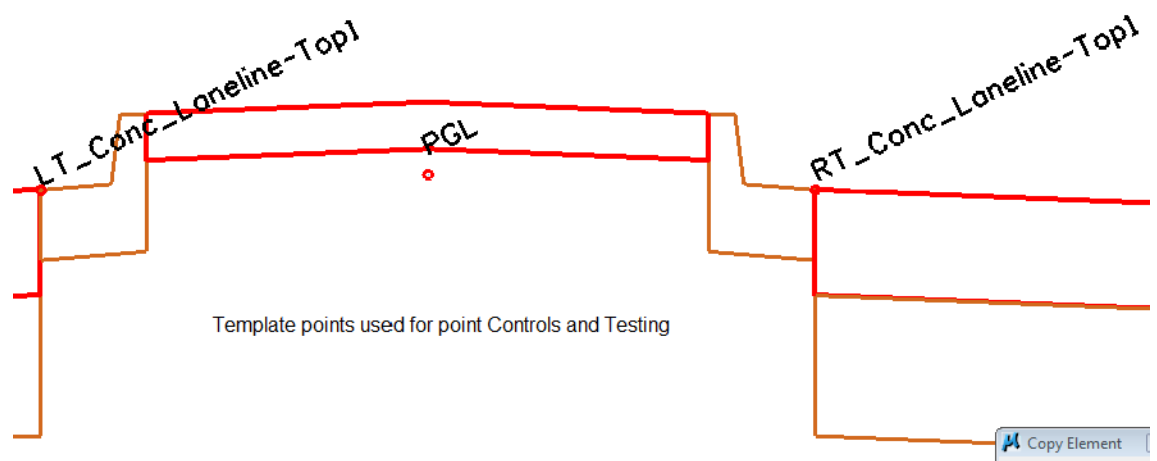 LT_Conc_Laneline-Top1
PGL
RT_Conc_Laneline-Top1
Template points used for point Controls and Testing
Copy Element